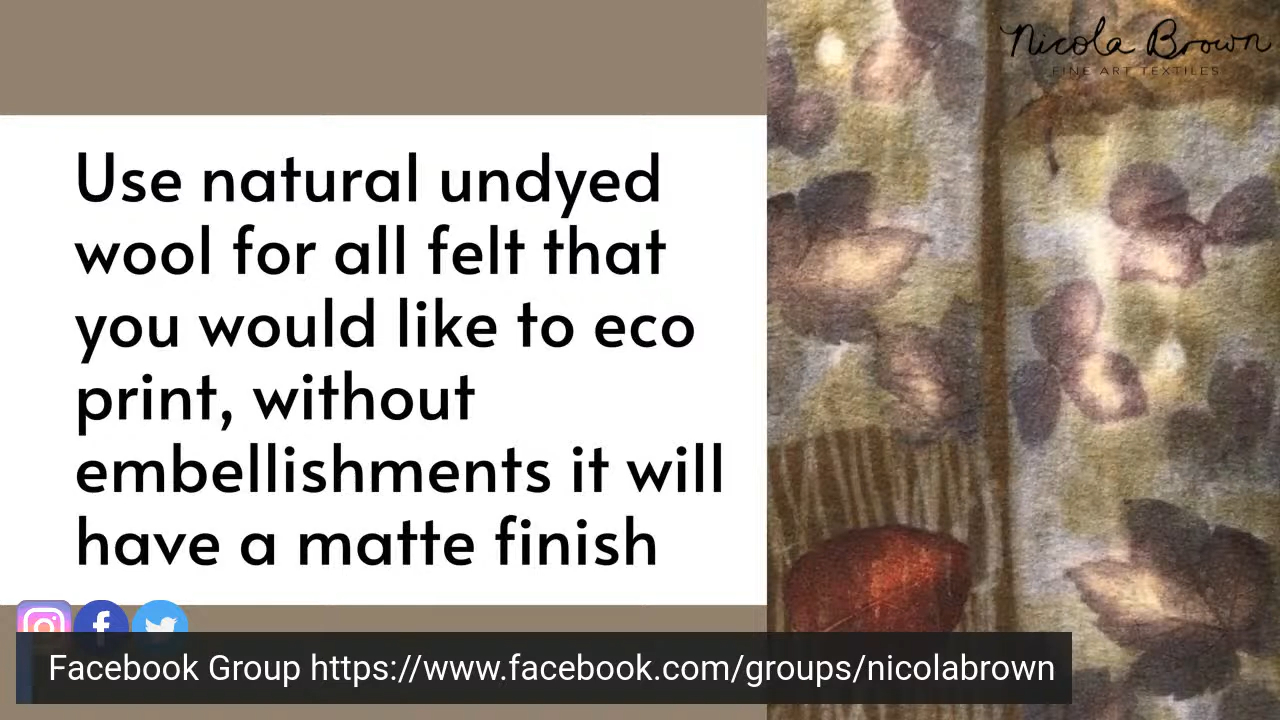 Nicola Brown
FINE ART TEXTILES
Use natural undyed
wool for all felt that
you would like to eco
print, without
embellishments it will
have a matte finish
Facebook Group https://www.facebook.com/groups/nicolabrown